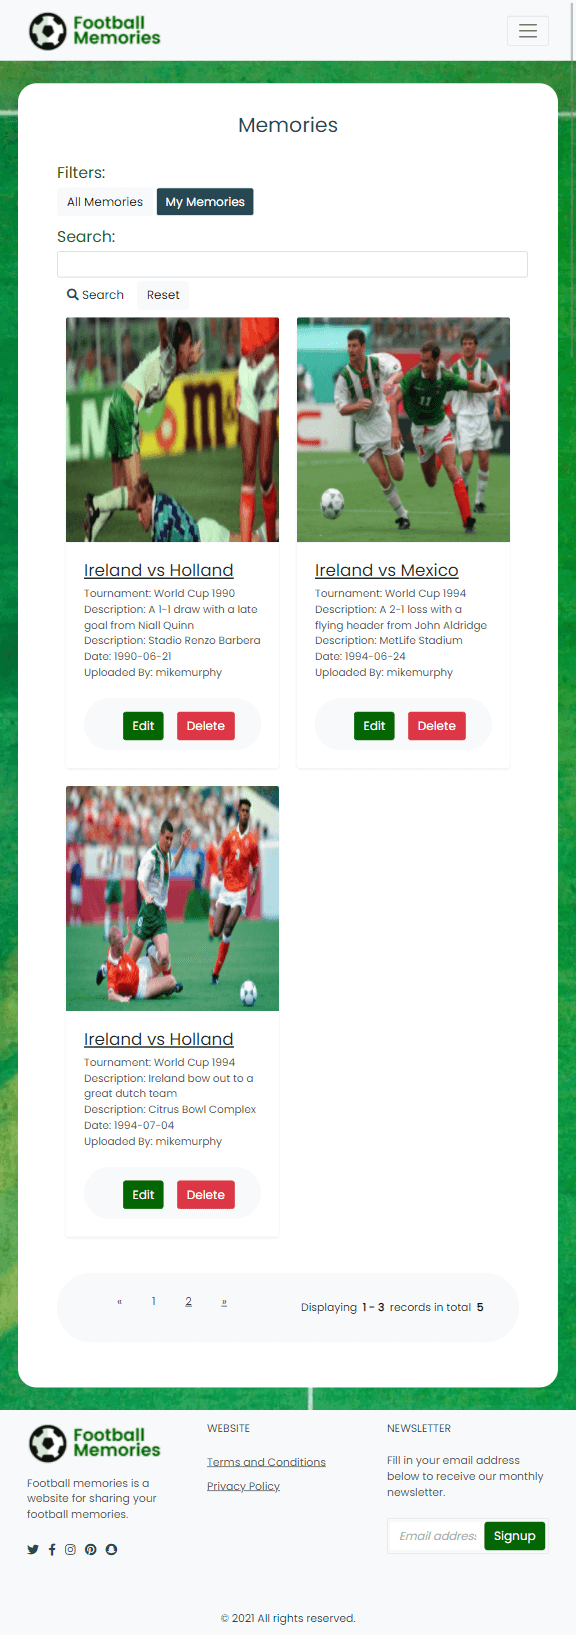 Football
Memories
Memories
Filters:
All Memories My Memories
Search:
Search Reset
Ireland vs Holland
Tournament: World Cup 1990
Description: A 1-1 draw with a late
goal from Niall Quinn
Description: Stadio Renzo Barbera
Date: 1990-06-21
Uploaded By: mikemurphy
Edit Delete
Ireland vs Mexico
Tournament: World Cup 1994
Description: A 2-1 loss with a
flying header from John Aldridge
Description: MetLife Stadium
Date: 1994-06-24
Uploaded By: mikemurphy
Edit Delete
11
Ireland vs Holland
Tournament: World Cup 1994
Description: Ireland bow out to a
great dutch team
Description: Citrus Bowl Complex
Date: 1994-07-04
Uploaded By: mikemurphy
Edit Delete
« 1 2 »
Displaying 1 - 3 records in total 5
Football
Memories
Football memories is a
website for sharing your
football memories.
WEBSITE
Terms and Conditions
Privacy Policy
NEWSLETTER
Fill in your email address
below to receive our monthly
newsletter.
Email address Signup
© 2021 All rights reserved.